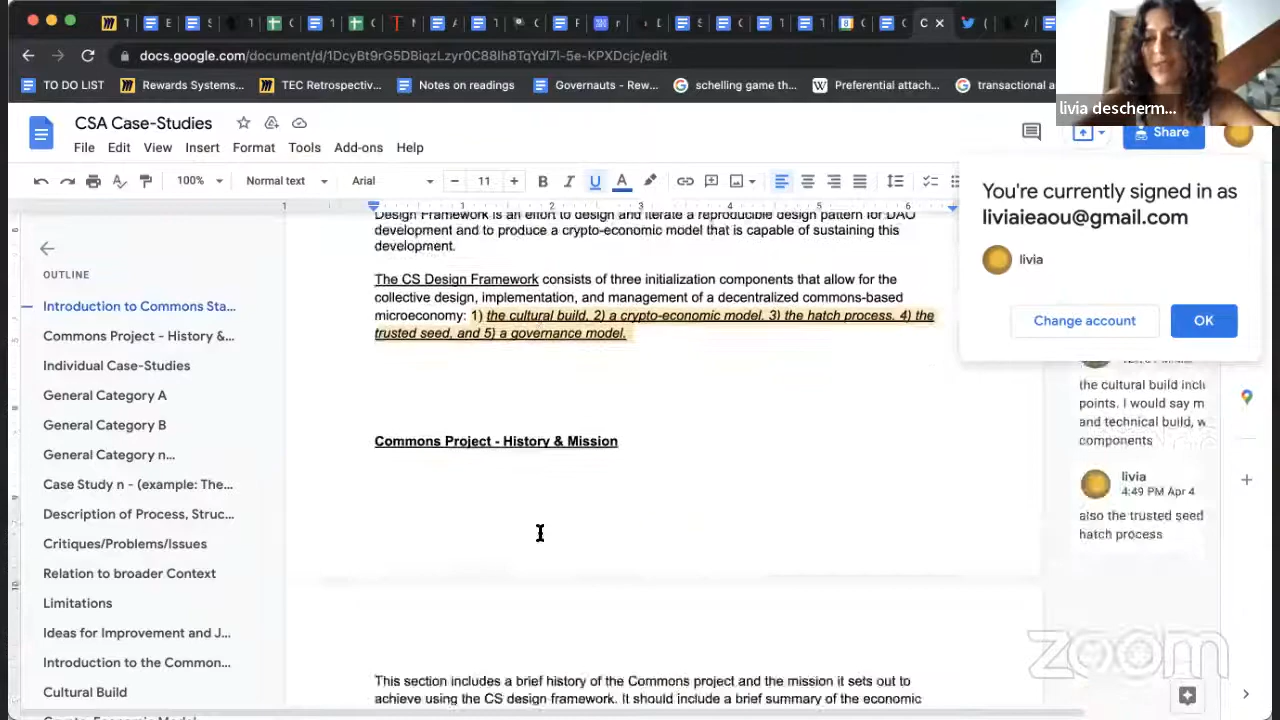 docs.google.com/document/d/1DcyBt9rG5DBiqzLzyr0C88Ih8TqYdI7I-5e-KPXDcjc/edit
TO DO LIST
Rewards Systems...
TEC Retrospectiv...
Notes on readings
Governauts - Rew...
schelling game th...
Preferential attach...
transactional a
livia descherm...
CSA Case-Studies
File Edit View Insert Format Tools Add-ons Help
Share
100% Normal text Arial 11
You're currently signed in as
liviaieaou@gmail.com
livia
Change account OK
OUTLINE
Introduction to Commons Sta...
Commons Project - History &...
Individual Case-Studies
General Category A
General Category B
General Category n...
Case Study n - (example: The...
Description of Process, Struc...
Critiques/Problems/Issues
Relation to broader Context
Limitations
Ideas for Improvement and J...
Introduction to the Common...
Cultural Build
Design Framework is an effort to design and iterate a reproducible design pattern for DAO
development and to produce a crypto-economic model that is capable of sustaining this
development.
The CS Design Framework consists of three initialization components that allow for the
collective design, implementation, and management of a decentralized commons-based
microeconomy: 1) the cultural build, 2) a crypto-economic model, 3) the hatch process, 4) the
trusted seed, and 5) a governance model.
Commons Project - History & Mission
This section includes a brief history of the Commons project and the mission it sets out to
achieve using the CS design framework. It should include a brief summary of the economic
the cultural build inclu
points. I would say m
and technical build, w
components
livia
4:49 PM Apr 4
also the trusted seed
hatch process
zoom